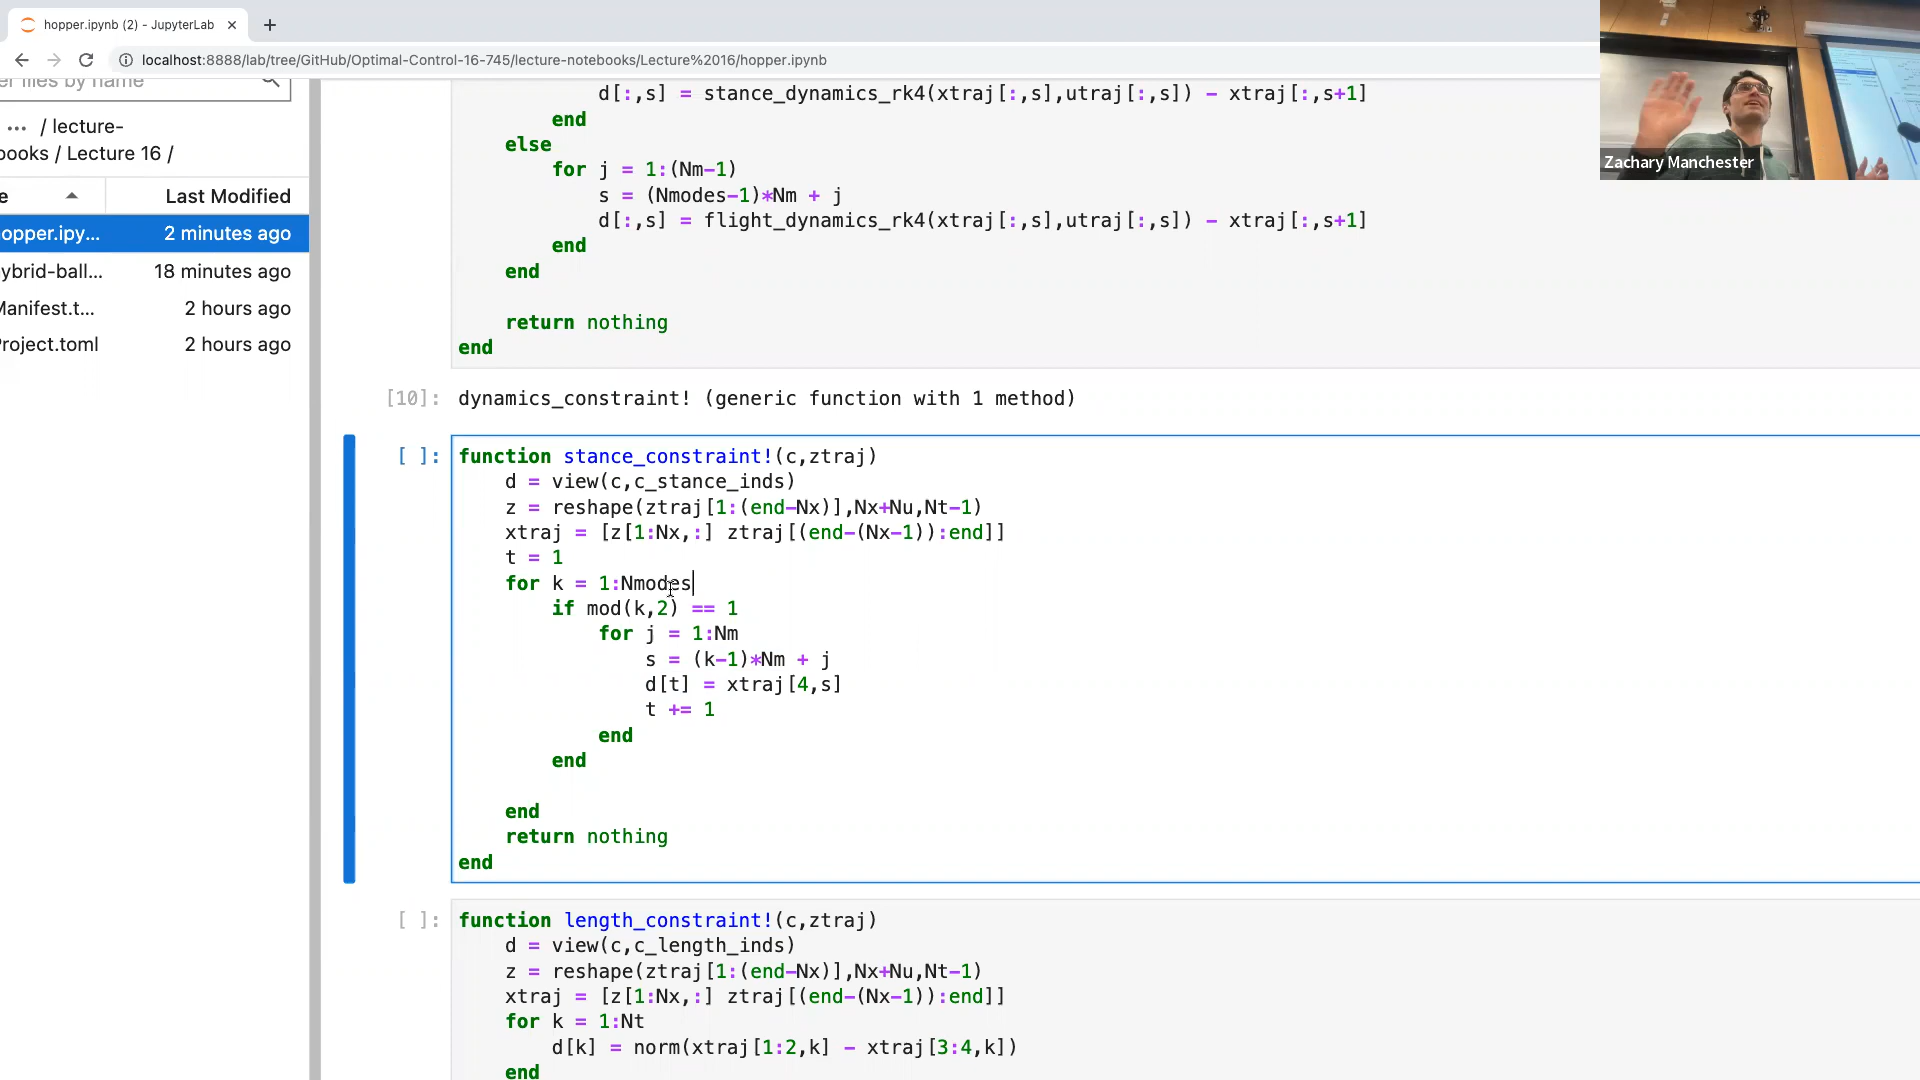 hopper.ipynb (2) - JupyterLab
localhost:8888/lab/tree/GitHub/Optimal-Control-16-745/lecture-notebooks/Lecture%2016/hopper.ipynb
er files by name
... / lecture-
ooks / Lecture 16 /
e Last Modified
opper.ipy... 2 minutes ago
ybrid-ball... 18 minutes ago
Manifest.t... 2 hours ago
roject.toml 2 hours ago
d[:,s] = stance_dynamics_rk4(xtraj[:,s],utraj[:,s]) - xtraj[:,s+1]
end
else
for j = 1:(Nm-1)
s = (Nmodes-1)*Nm + j
d[:,s] = flight_dynamics_rk4(xtraj[:,s],utraj[:,s]) - xtraj[:,s+1]
end
end
return nothing
end
[10]: dynamics_constraint! (generic function with 1 method)
[ ]: function stance_constraint!(c,ztraj)
d = view(c,c_stance_inds)
z = reshape(ztraj[1:(end-Nx)],Nx+Nu,Nt-1)
xtraj = [z[1:Nx,:] ztraj[(end-(Nx-1)):end]]
t = 1
for k = 1:Nmodes
if mod(k,2) == 1
for j = 1:Nm
s = (k-1)*Nm + j
d[t] = xtraj[4,s]
t += 1
end
end
end
return nothing
end
[ ]: function length_constraint!(c,ztraj)
d = view(c,c_length_inds)
z = reshape(ztraj[1:(end-Nx)],Nx+Nu,Nt-1)
xtraj = [z[1:Nx,:] ztraj[(end-(Nx-1)):end]]
for k = 1:Nt
d[k] = norm(xtraj[1:2,k] - xtraj[3:4,k])
end
Zachary Manchester